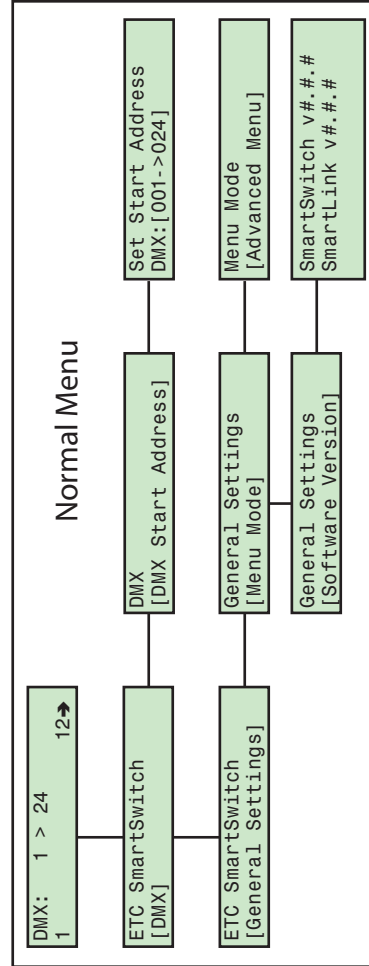 Normal Menu
DMX: 1 > 24
1 12➔
ETC SmartSwitch
[DMX]
DMX
[DMX Start Address]
Set Start Address
DMX:[001->024]
ETC SmartSwitch
[General Settings]
General Settings
[Menu Mode]
Menu Mode
[Advanced Menu]
General Settings
[Software Version]
SmartSwitch v#.#.#
SmartLink v#.#.#